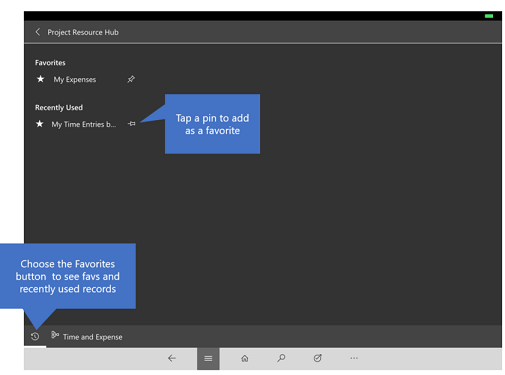 Project Resource Hub
Favorites
My Expenses
Recently Used
My Time Entries b...
Tap a pin to add
as a favorite
Choose the Favorites
button to see favs and
recently used records
Time and Expense